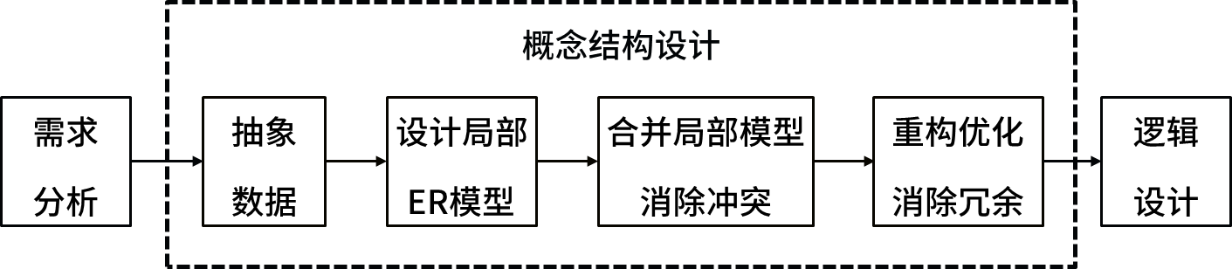 概念结构设计
需求
分析
抽象
数据
设计局部
ER模型
合并局部模型
消除冲突
重构优化
消除冗余
逻辑
设计